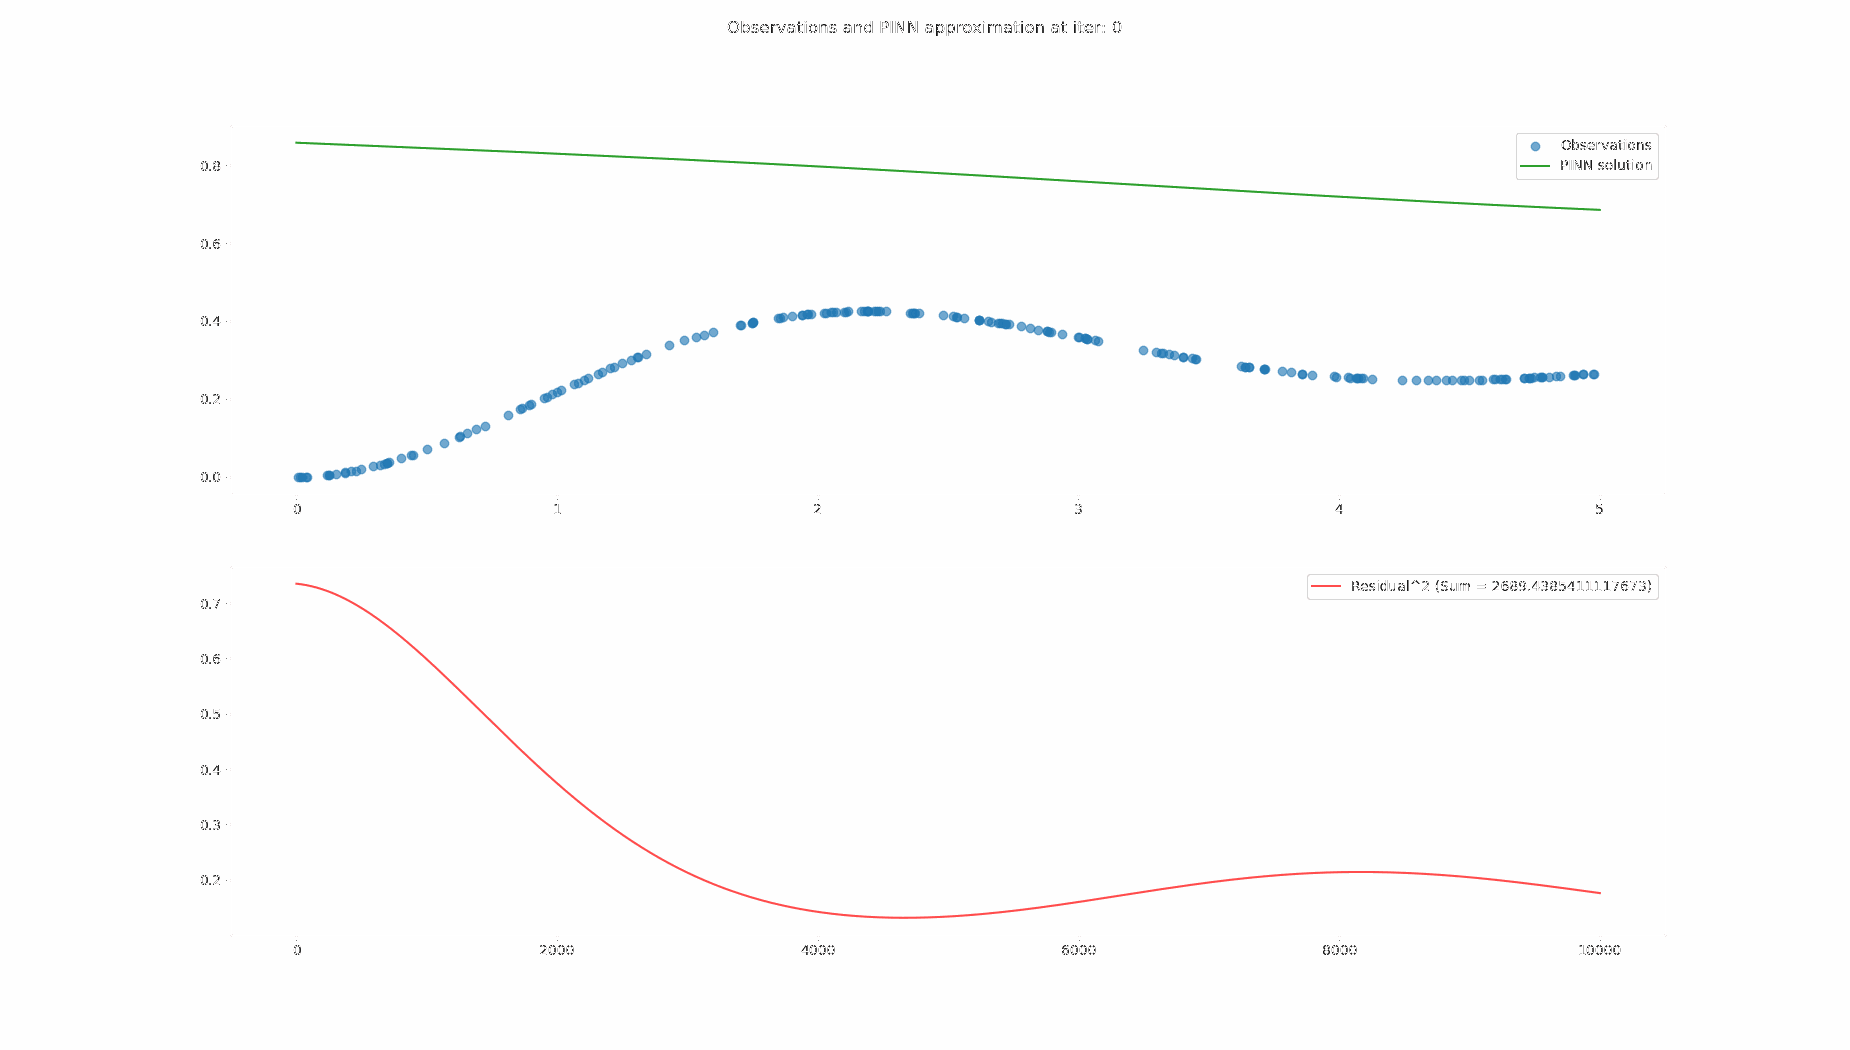 Observations and PINN approximation at iter: 0
Observations
PINN solution
0.8
0.6
0.4
0.2
0.0
0 1 2 3 4 5
Residual^2 (Sum = 2689.4385411117673)
0.7
0.6
0.5
0.4
0.3
0.2
0 2000 4000 6000 8000 10000